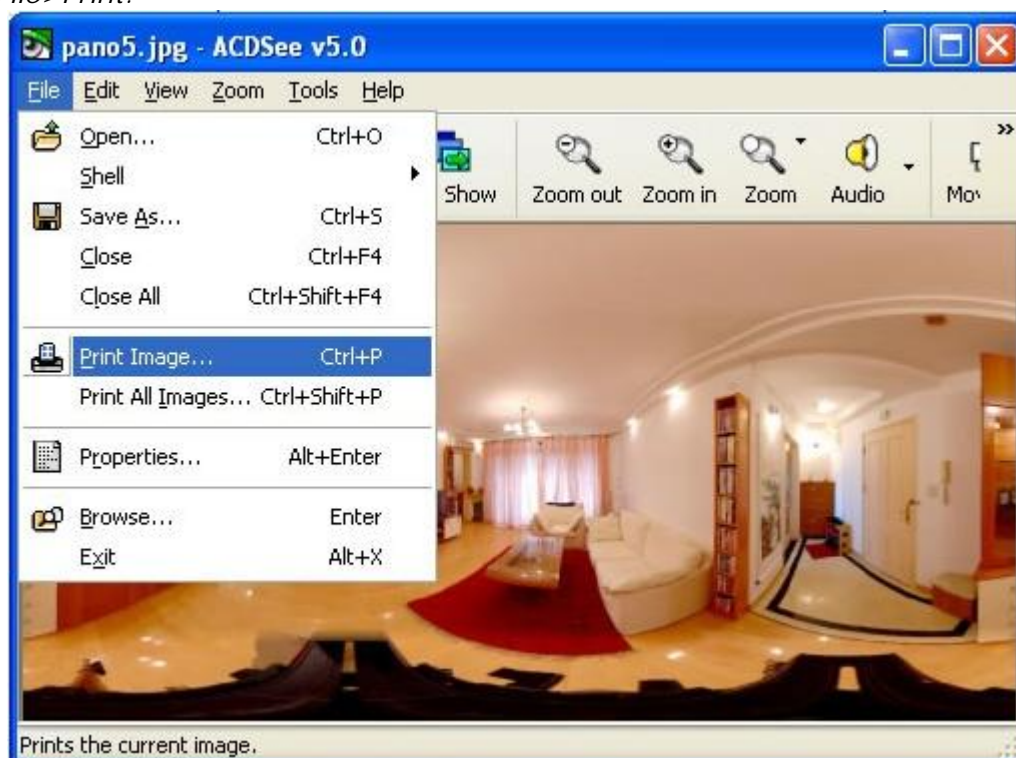 pano5.jpg - ACDSee v5.0
File Edit View Zoom Tools Help
Open... Ctrl+O
Shell
Save As... Ctrl+S
Close Ctrl+F4
Close All Ctrl+Shift+F4
Print Image... Ctrl+P
Print All Images... Ctrl+Shift+P
Properties... Alt+Enter
Browse... Enter
Exit Alt+X
Show Zoom out Zoom in Zoom Audio
Prints the current image.